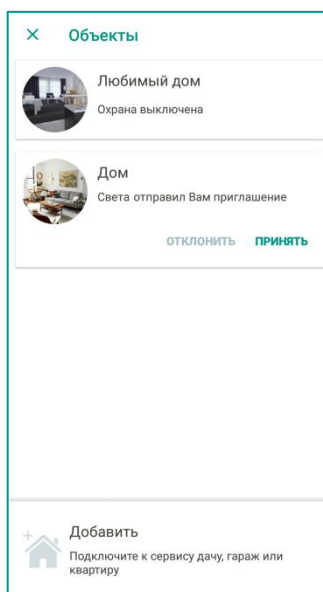 × Объекты
Любимый дом
Охрана выключена
Дом
Света отправил Вам приглашение
ОТКЛОНИТЬ ПРИНЯТЬ
Добавить
Подключите к сервису дачу, гараж или
квартиру